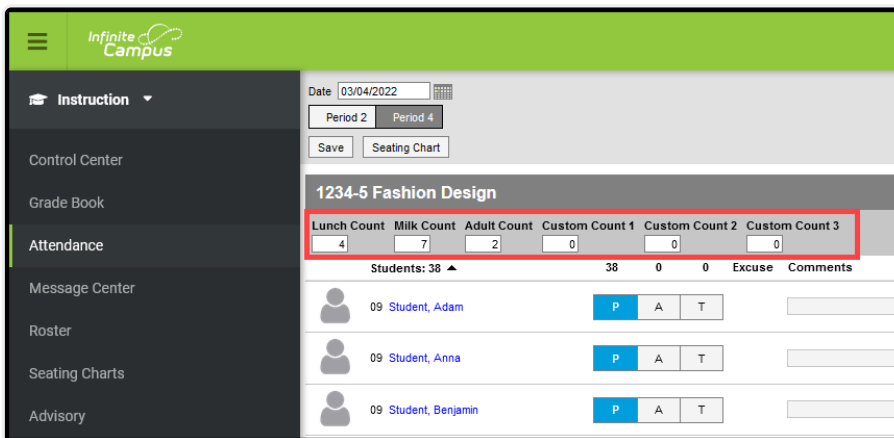 Infinite
Campus
Instruction
Control Center
Grade Book
Attendance
Message Center
Roster
Seating Charts
Advisory
Date 03/04/2022
Period 2 Period 4
Save Seating Chart
1234-5 Fashion Design
Lunch Count Milk Count Adult Count Custom Count 1 Custom Count 2 Custom Count 3
4 7 2 0 0 0
Students: 38 38 0 0 Excuse Comments
09 Student, Adam P A T
09 Student, Anna P A T
09 Student, Benjamin P A T